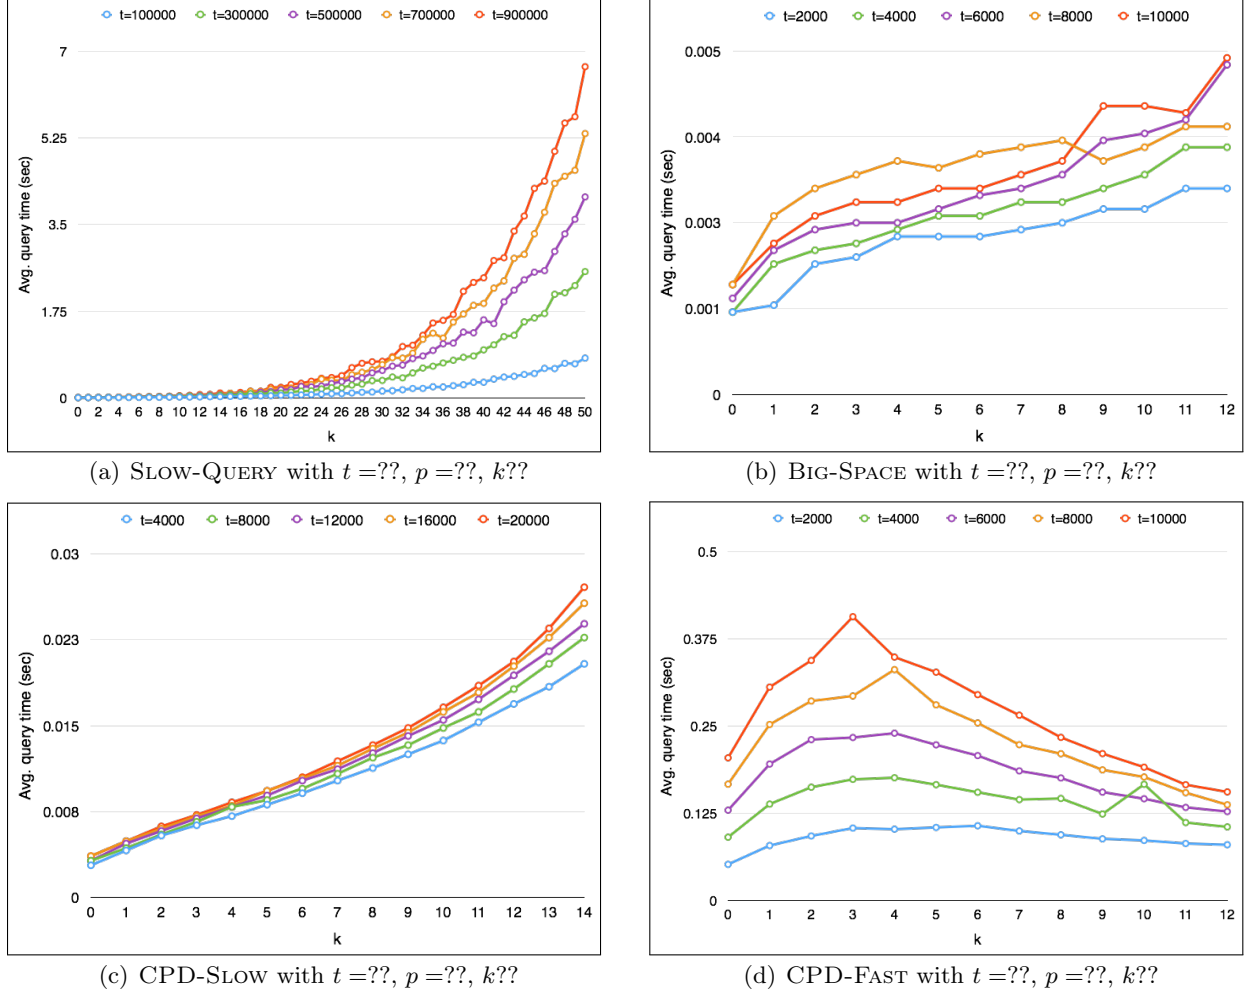 t=100000 t=300000 t=500000 t=700000 t=900000
7
5.25
3.5
1.75
0
Avg. query time (sec)
0 2 4 6 8 10 12 14 16 18 20 22 24 26 28 30 32 34 36 38 40 42 44 46 48 50
k
(a) SLOW-QUERY with t =??, p =??, k??
t=2000 t=4000 t=6000 t=8000 t=10000
0.005
0.004
0.003
0.001
0
Avg. query time (sec)
0 1 2 3 4 5 6 7 8 9 10 11 12
k
(b) BIG-SPACE with t =??, p =??, k??
t=4000 t=8000 t=12000 t=16000 t=20000
0.03
0.023
0.015
0.008
0
Avg. query time (sec)
0 1 2 3 4 5 6 7 8 9 10 11 12 13 14
k
(c) CPD-SLOW with t =??, p =??, k??
t=2000 t=4000 t=6000 t=8000 t=10000
0.5
0.375
0.25
0.125
0
Avg. query time (sec)
0 1 2 3 4 5 6 7 8 9 10 11 12
k
(d) CPD-FAST with t =??, p =??, k??